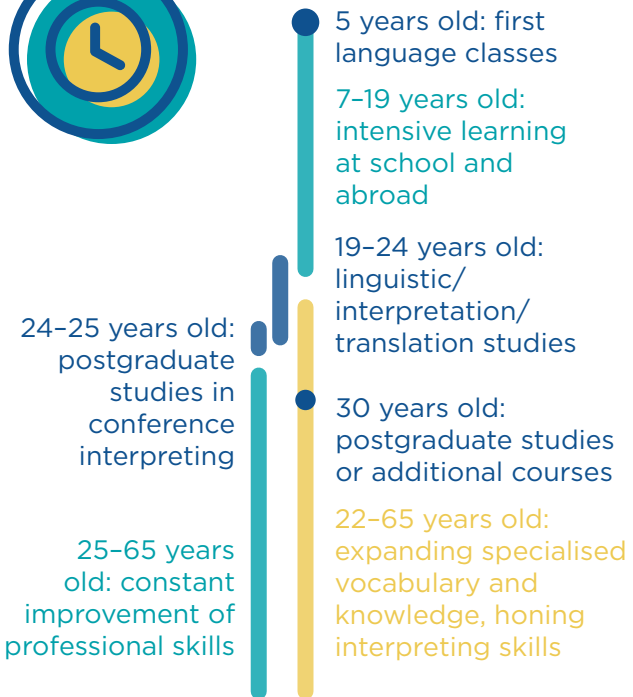 5 years old: first
language classes
7–19 years old:
intensive learning
at school and
abroad
19–24 years old:
linguistic/
interpretation/
translation studies
24–25 years old:
postgraduate
studies in
conference
interpreting
30 years old:
postgraduate studies
or additional courses
22–65 years old:
expanding specialised
vocabulary and
knowledge, honing
interpreting skills
25–65 years
old: constant
improvement of
professional skills